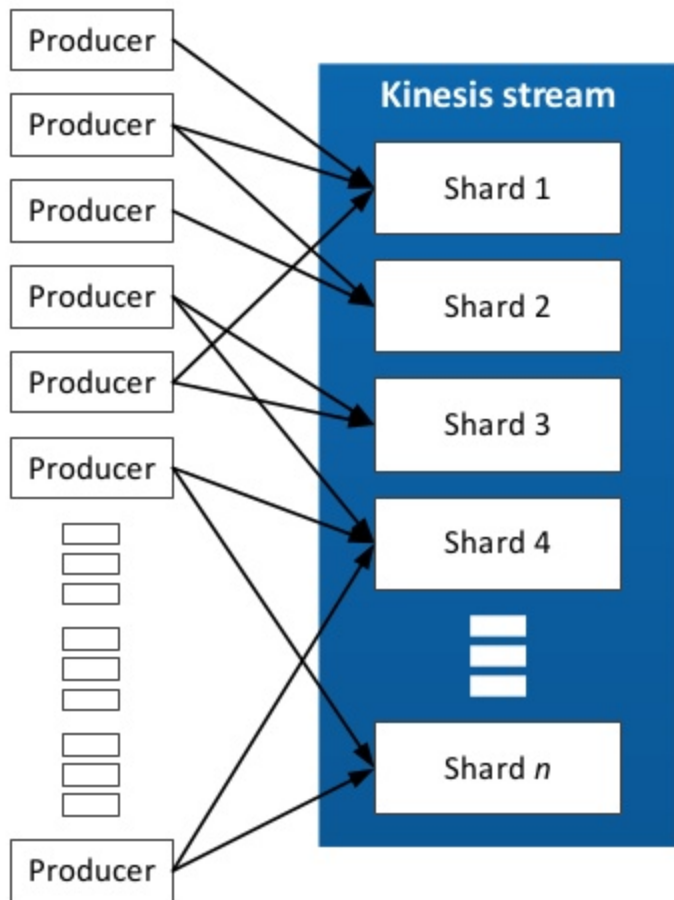 Producer
Producer
Producer
Producer
Producer
Producer
Producer
Kinesis stream
Shard 1
Shard 2
Shard 3
Shard 4
Shard n